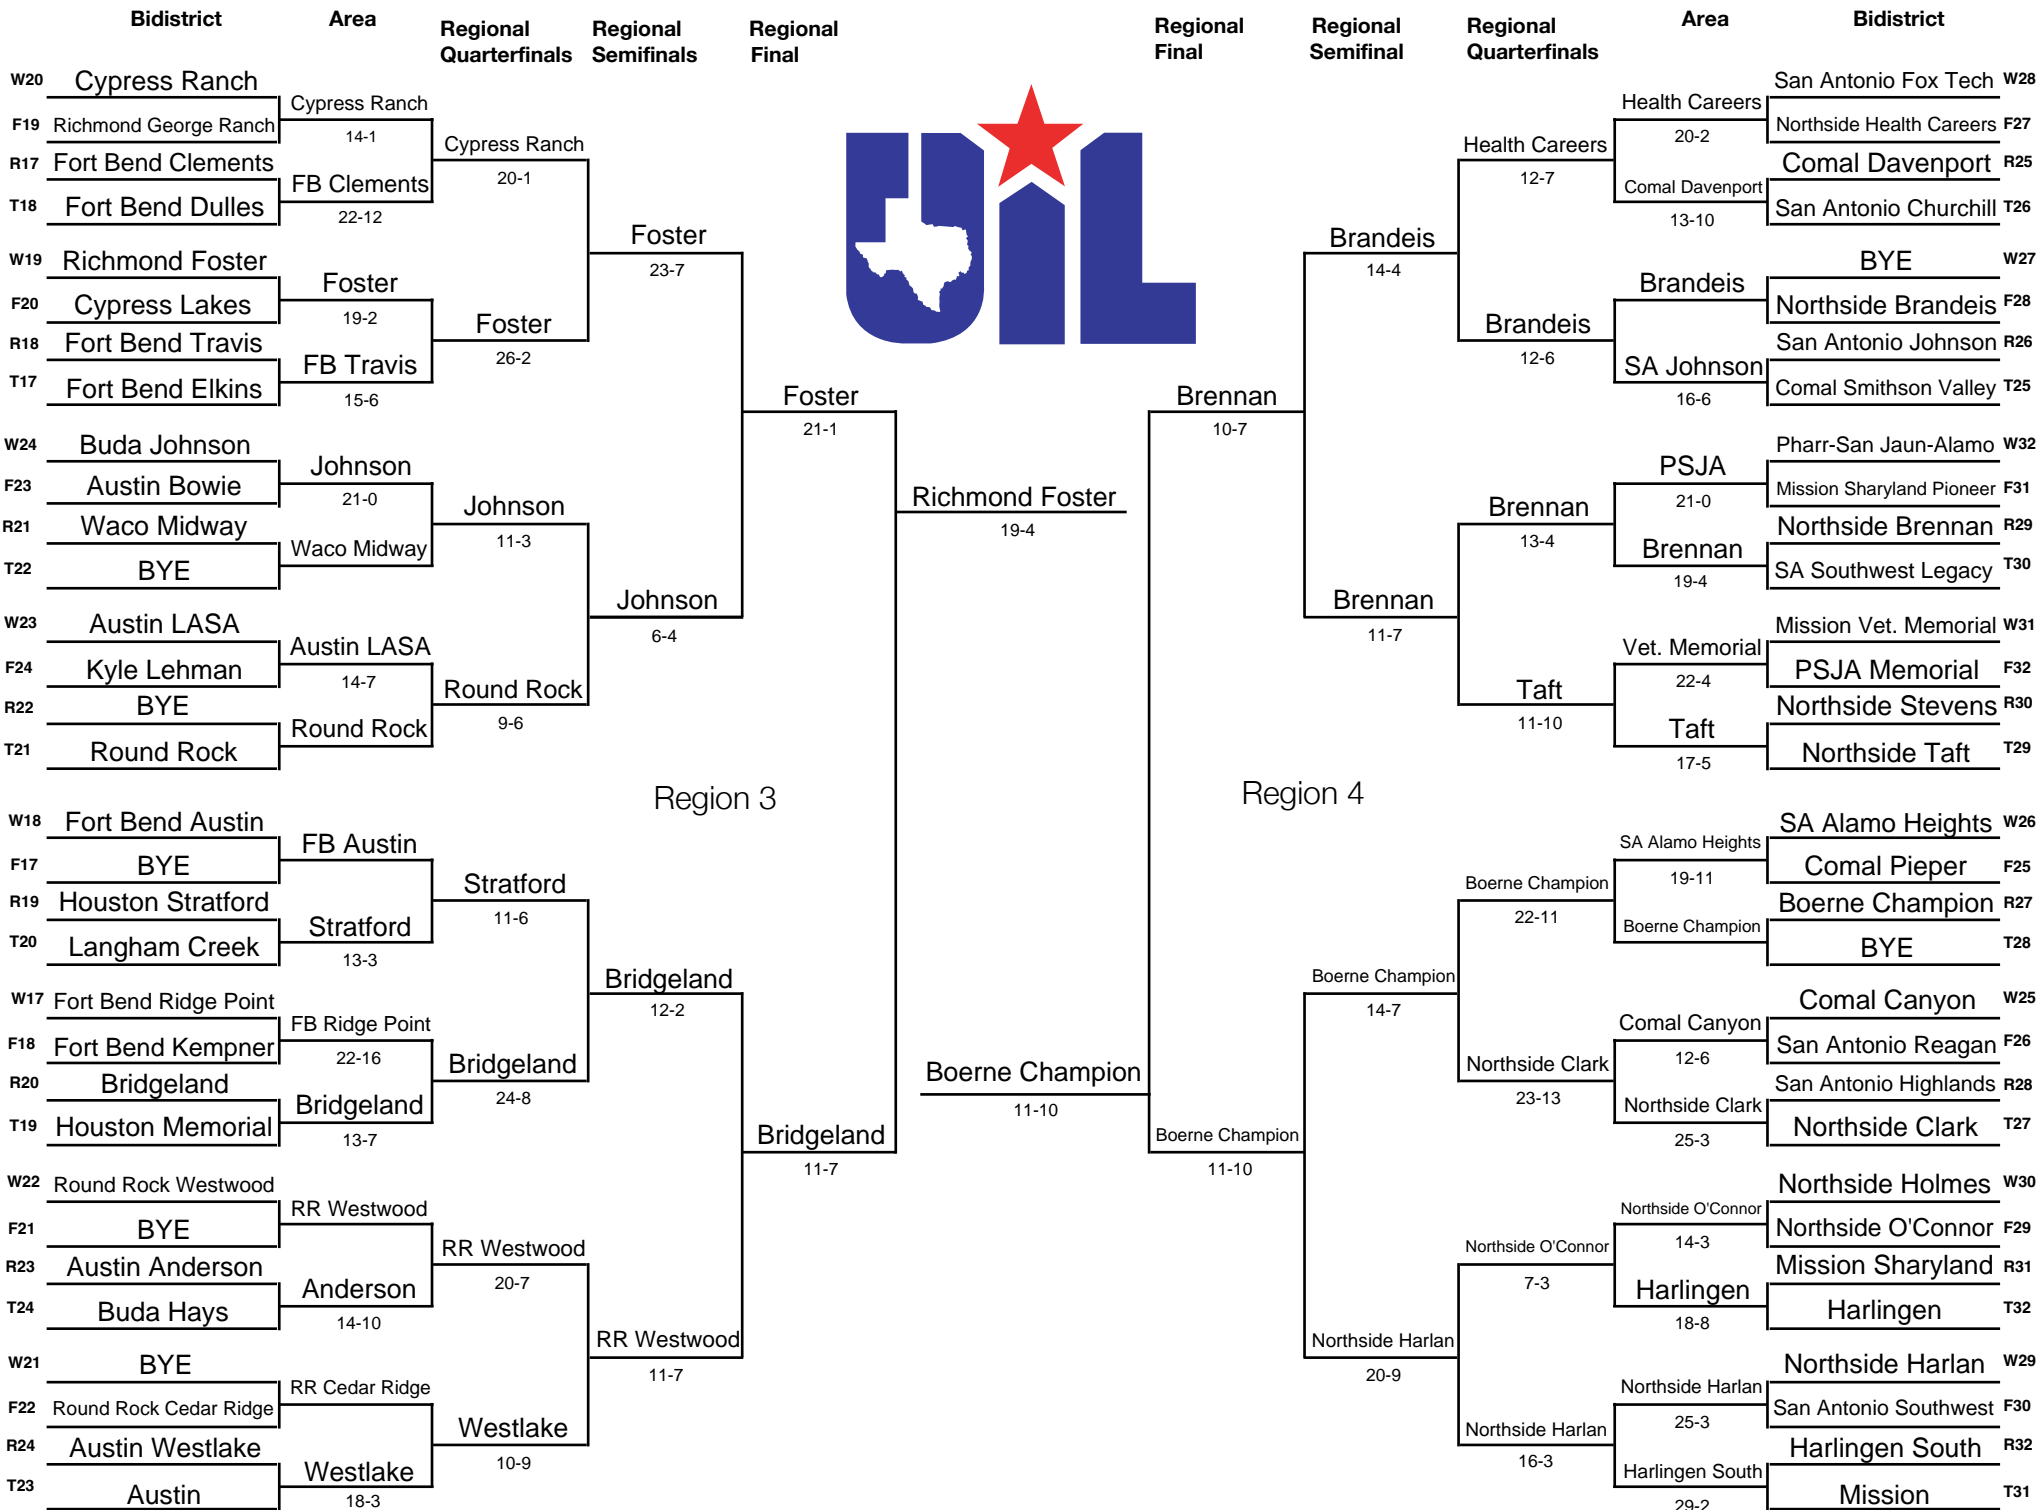 Bidistrict
Area
Regional
Quarterfinals
Regional
Semifinals
Regional
Final
Regional
Final
Regional
Semifinal
Regional
Quarterfinals
Area
Bidistrict
UIL
W20 Cypress Ranch
F19 Richmond George Ranch
R17 Fort Bend Clements
T18 Fort Bend Dulles
W19 Richmond Foster
F20 Cypress Lakes
R18 Fort Bend Travis
T17 Fort Bend Elkins
W24 Buda Johnson
F23 Austin Bowie
R21 Waco Midway
T22 BYE
W23 Austin LASA
F24 Kyle Lehman
R22 BYE
T21 Round Rock
W18 Fort Bend Austin
F17 BYE
R19 Houston Stratford
T20 Langham Creek
W17 Fort Bend Ridge Point
F18 Fort Bend Kempner
R20 Bridgeland
T19 Houston Memorial
W22 Round Rock Westwood
F21 BYE
R23 Austin Anderson
T24 Buda Hays
W21 BYE
F22 Round Rock Cedar Ridge
R24 Austin Westlake
T23 Austin
Cypress Ranch
14-1
FB Clements
22-12
Foster
19-2
FB Travis
15-6
Johnson
21-0
Waco Midway
Austin LASA
14-7
Round Rock
FB Austin
Stratford
13-3
FB Ridge Point
22-16
Bridgeland
13-7
RR Westwood
Anderson
14-10
RR Cedar Ridge
Westlake
18-3
Cypress Ranch
20-1
Foster
26-2
Johnson
11-3
Round Rock
9-6
Stratford
11-6
Bridgeland
24-8
RR Westwood
20-7
Westlake
10-9
Foster
23-7
Johnson
6-4
Bridgeland
12-2
RR Westwood
11-7
Foster
21-1
Bridgeland
11-7
Richmond Foster
19-4
Region 3
Region 4
Boerne Champion
11-10
Brennan
10-7
Boerne Champion
11-10
Brandeis
14-4
Brennan
11-7
Boerne Champion
14-7
Northside Harlan
20-9
Health Careers
12-7
Brandeis
12-6
Brennan
13-4
Taft
11-10
Boerne Champion
22-11
Northside Clark
23-13
Northside O'Connor
7-3
Northside Harlan
16-3
Health Careers
20-2
Comal Davenport
13-10
Brandeis
SA Johnson
16-6
PSJA
21-0
Brennan
19-4
Vet. Memorial
22-4
Taft
17-5
SA Alamo Heights
19-11
Boerne Champion
Comal Canyon
12-6
Northside Clark
25-3
Northside O'Connor
14-3
Harlingen
18-8
Northside Harlan
25-3
Harlingen South
29-2
San Antonio Fox Tech W28
Northside Health Careers F27
Comal Davenport R25
San Antonio Churchill T26
BYE W27
Northside Brandeis F28
San Antonio Johnson R26
Comal Smithson Valley T25
Pharr-San Jaun-Alamo W32
Mission Sharyland Pioneer F31
Northside Brennan R29
SA Southwest Legacy T30
Mission Vet. Memorial W31
PSJA Memorial F32
Northside Stevens R30
Northside Taft T29
SA Alamo Heights W26
Comal Pieper F25
Boerne Champion R27
BYE T28
Comal Canyon W25
San Antonio Reagan F26
San Antonio Highlands R28
Northside Clark T27
Northside Holmes W30
Northside O'Connor F29
Mission Sharyland R31
Harlingen T32
Northside Harlan W29
San Antonio Southwest F30
Harlingen South R32
Mission T31